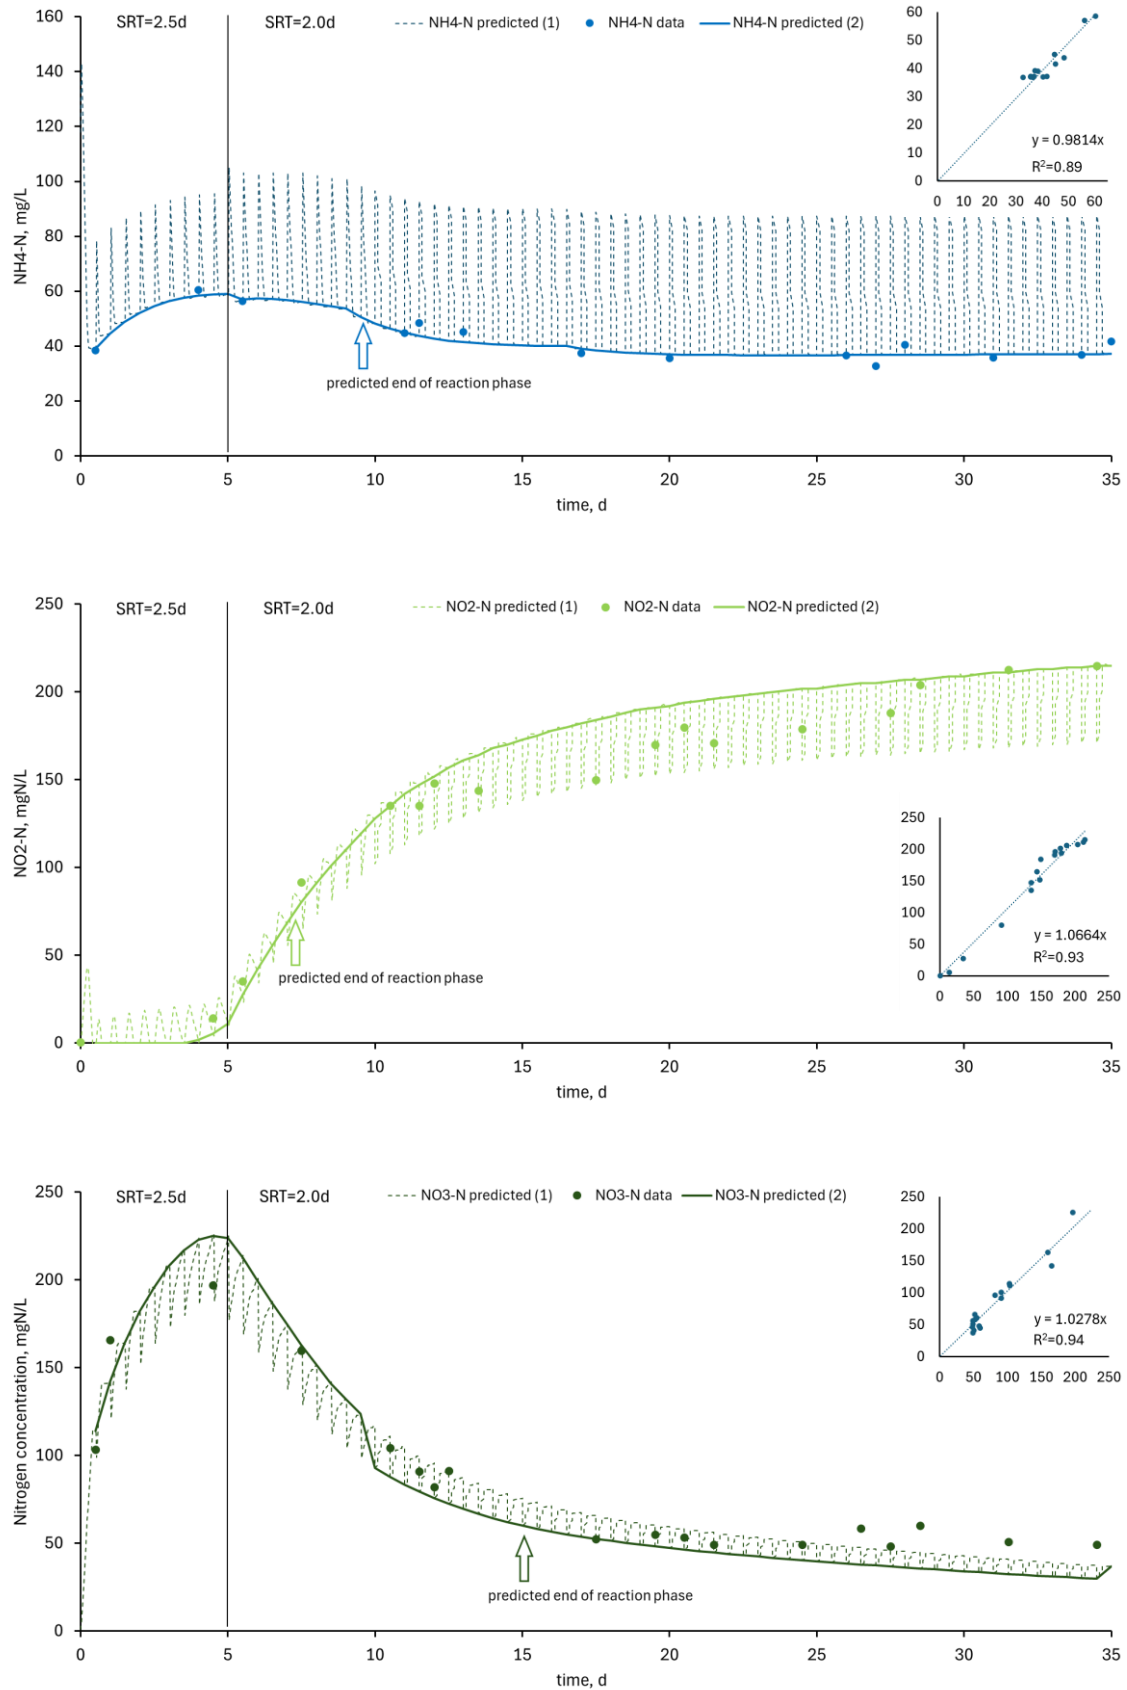 160
140
120
100
80
60
40
20
0
NH4-N, mg/L
SRT=2.5d
SRT=2.0d
NH4-N predicted (1)
NH4-N data
NH4-N predicted (2)
60
50
40
30
20
10
0
0 10 20 30 40 50 60
y = 0.9814x
R²=0.89
predicted end of reaction phase
0 5 10 15 20 25 30 35
time, d
250
200
150
100
50
0
NO2-N, mgN/L
SRT=2.5d
SRT=2.0d
NO2-N predicted (1)
NO2-N data
NO2-N predicted (2)
predicted end of reaction phase
250
200
150
100
50
0
0 50 100 150 200 250
y = 1.0664x
R²=0.93
0 5 10 15 20 25 30 35
time, d
250
200
150
100
50
0
Nitrogen concentration, mgN/L
SRT=2.5d
SRT=2.0d
NO3-N predicted (1)
NO3-N data
NO3-N predicted (2)
250
200
150
100
50
0
0 50 100 150 200 250
y = 1.0278x
R²=0.94
predicted end of reaction phase
0 5 10 15 20 25 30 35
time, d